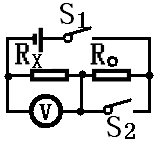 S₁
Rₓ R₀
V
S₂